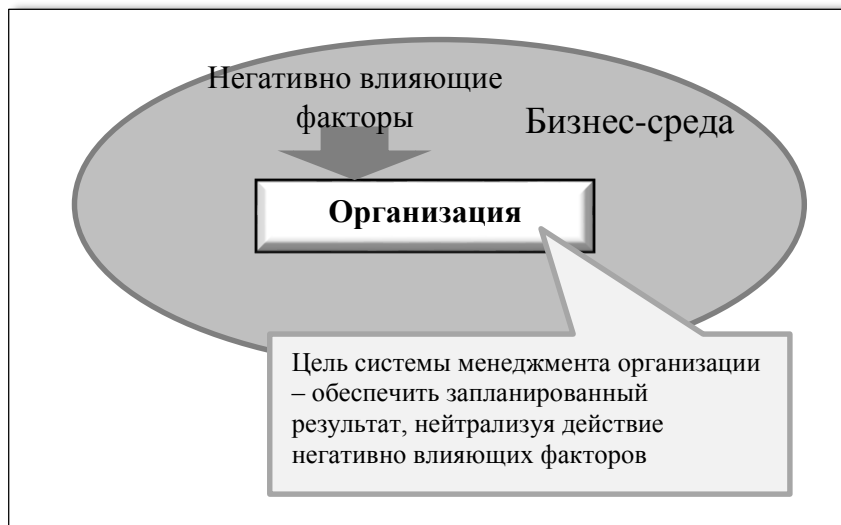 Негативно влияющие
факторы
Бизнес-среда
Организация
Цель системы менеджмента организации
– обеспечить запланированный
результат, нейтрализуя действие
негативно влияющих факторов